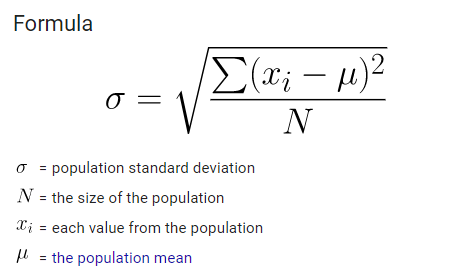 Formula
σ = √(∑(xᵢ − μ)² / N)
σ = population standard deviation
N = the size of the population
xᵢ = each value from the population
μ = the population mean